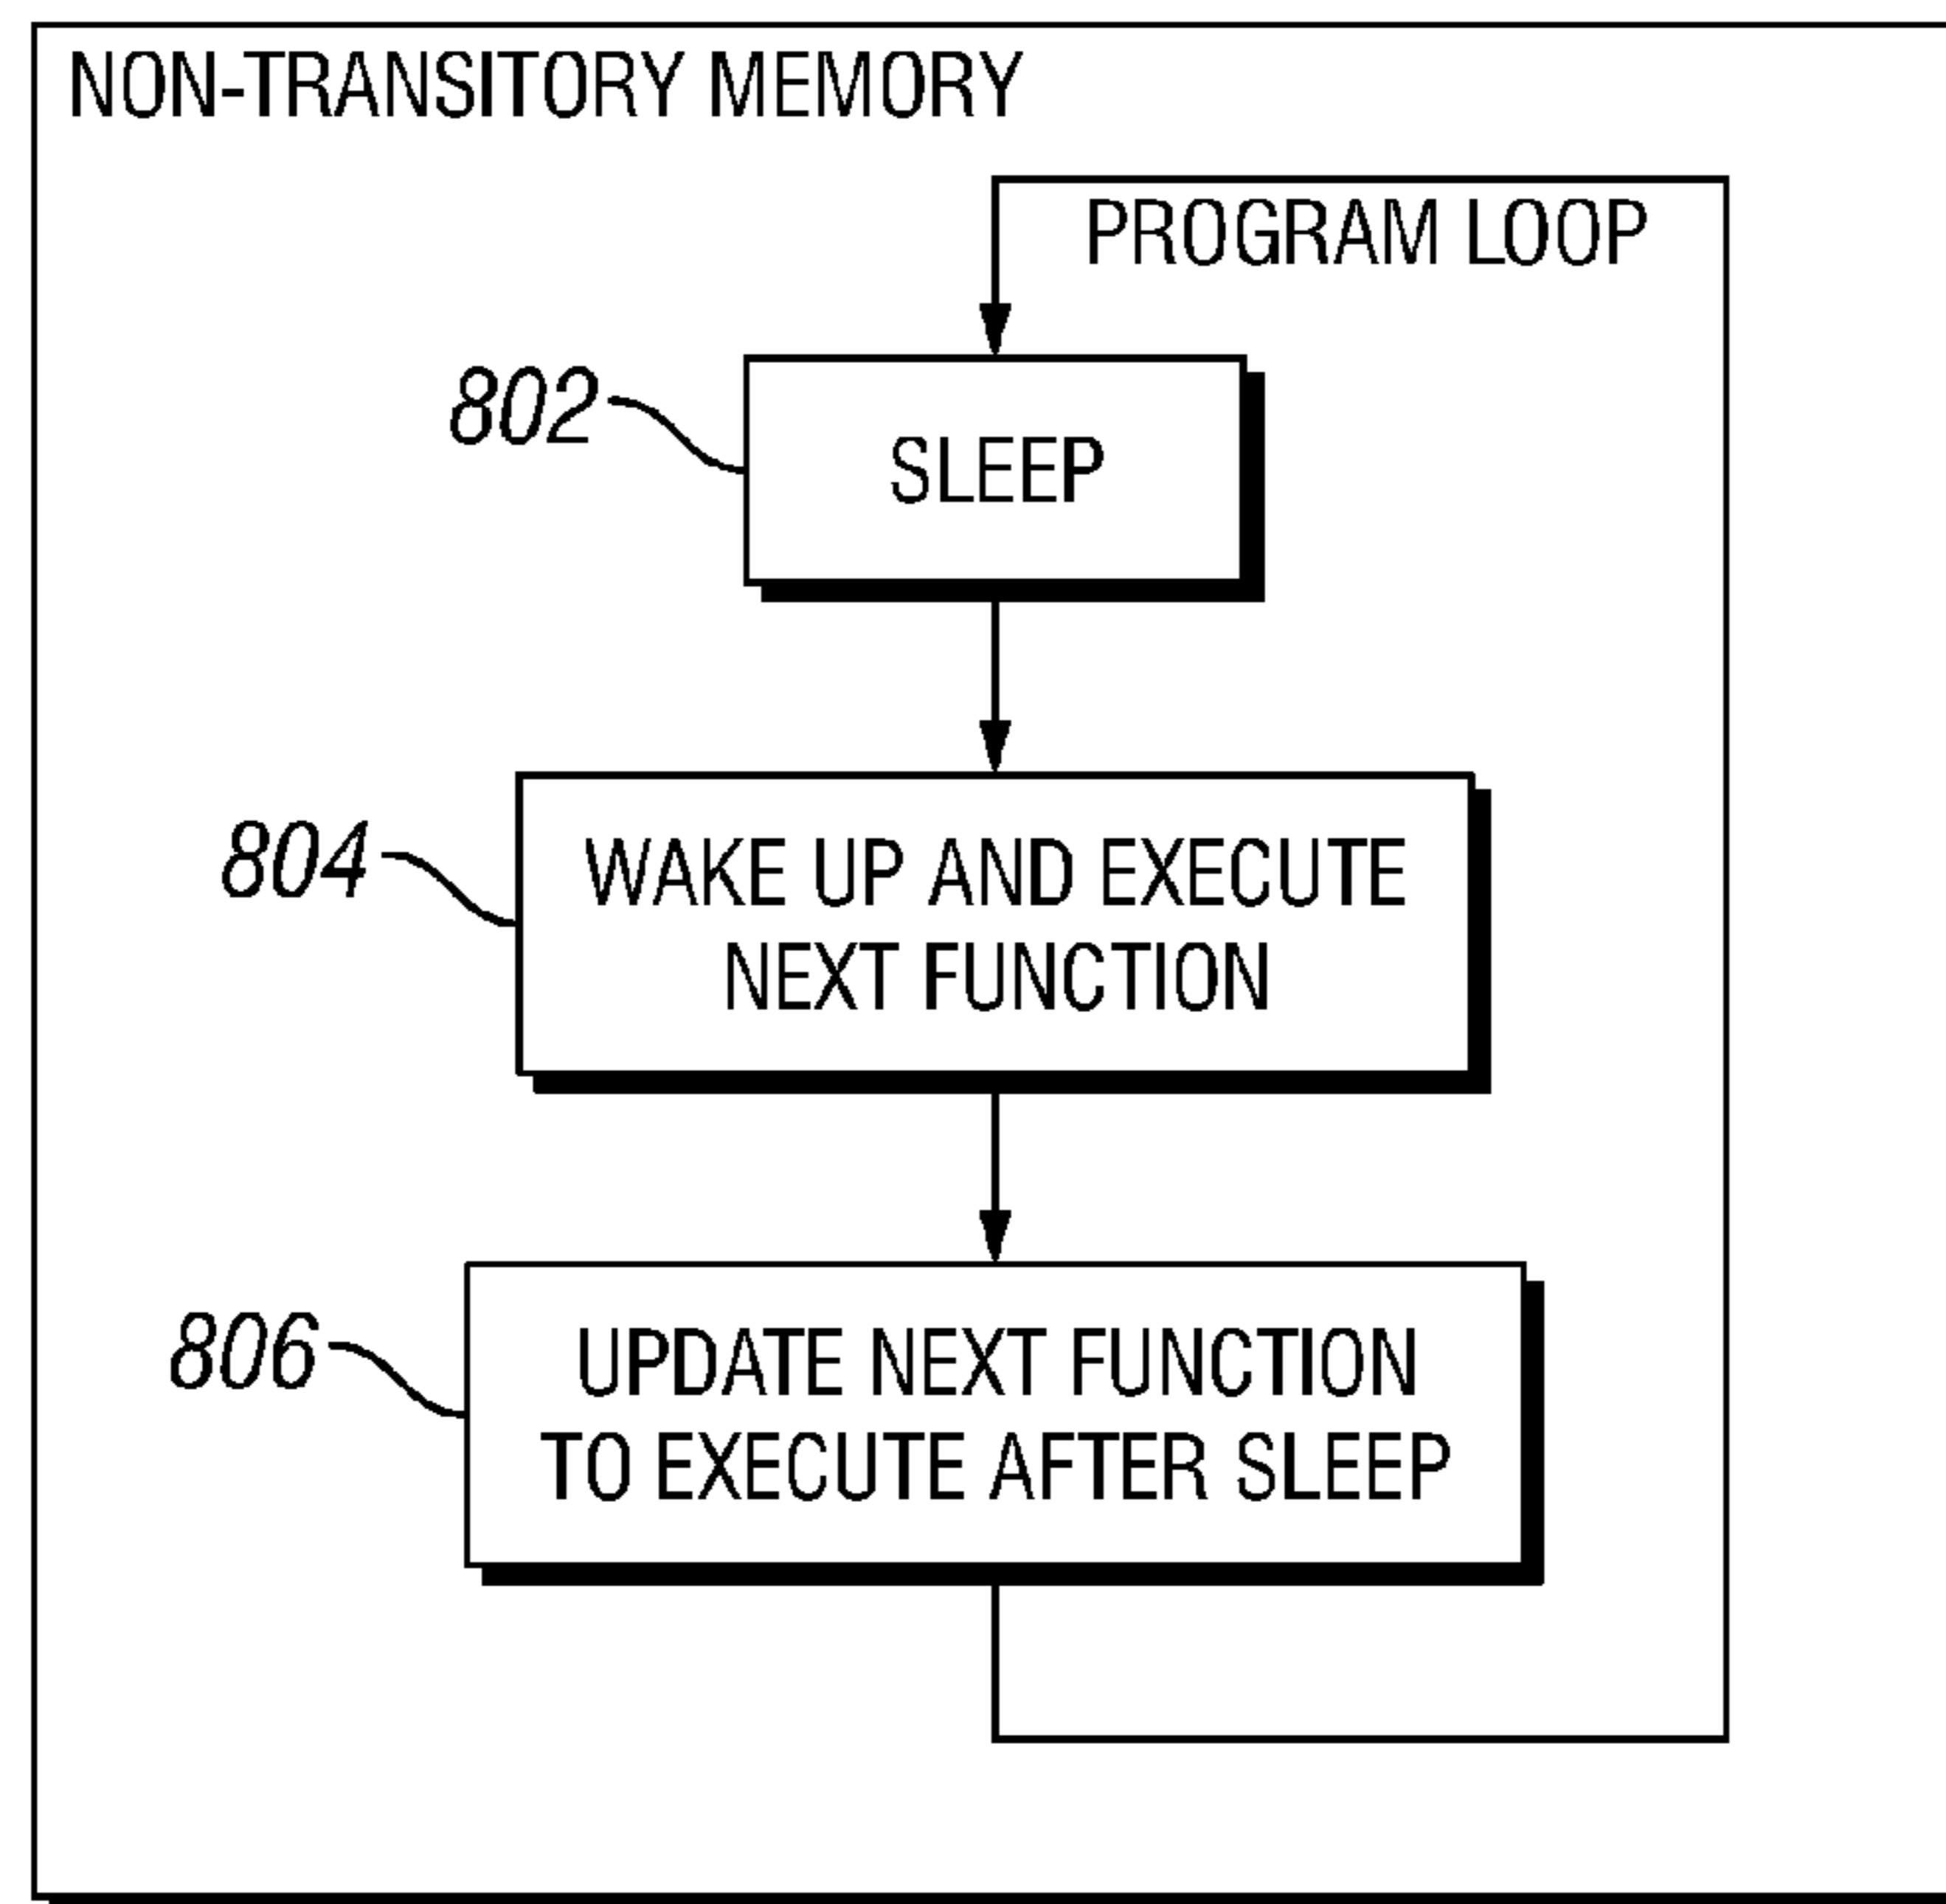 NON-TRANSITORY MEMORY
PROGRAM LOOP
802
SLEEP
804
WAKE UP AND EXECUTE
NEXT FUNCTION
806
UPDATE NEXT FUNCTION
TO EXECUTE AFTER SLEEP